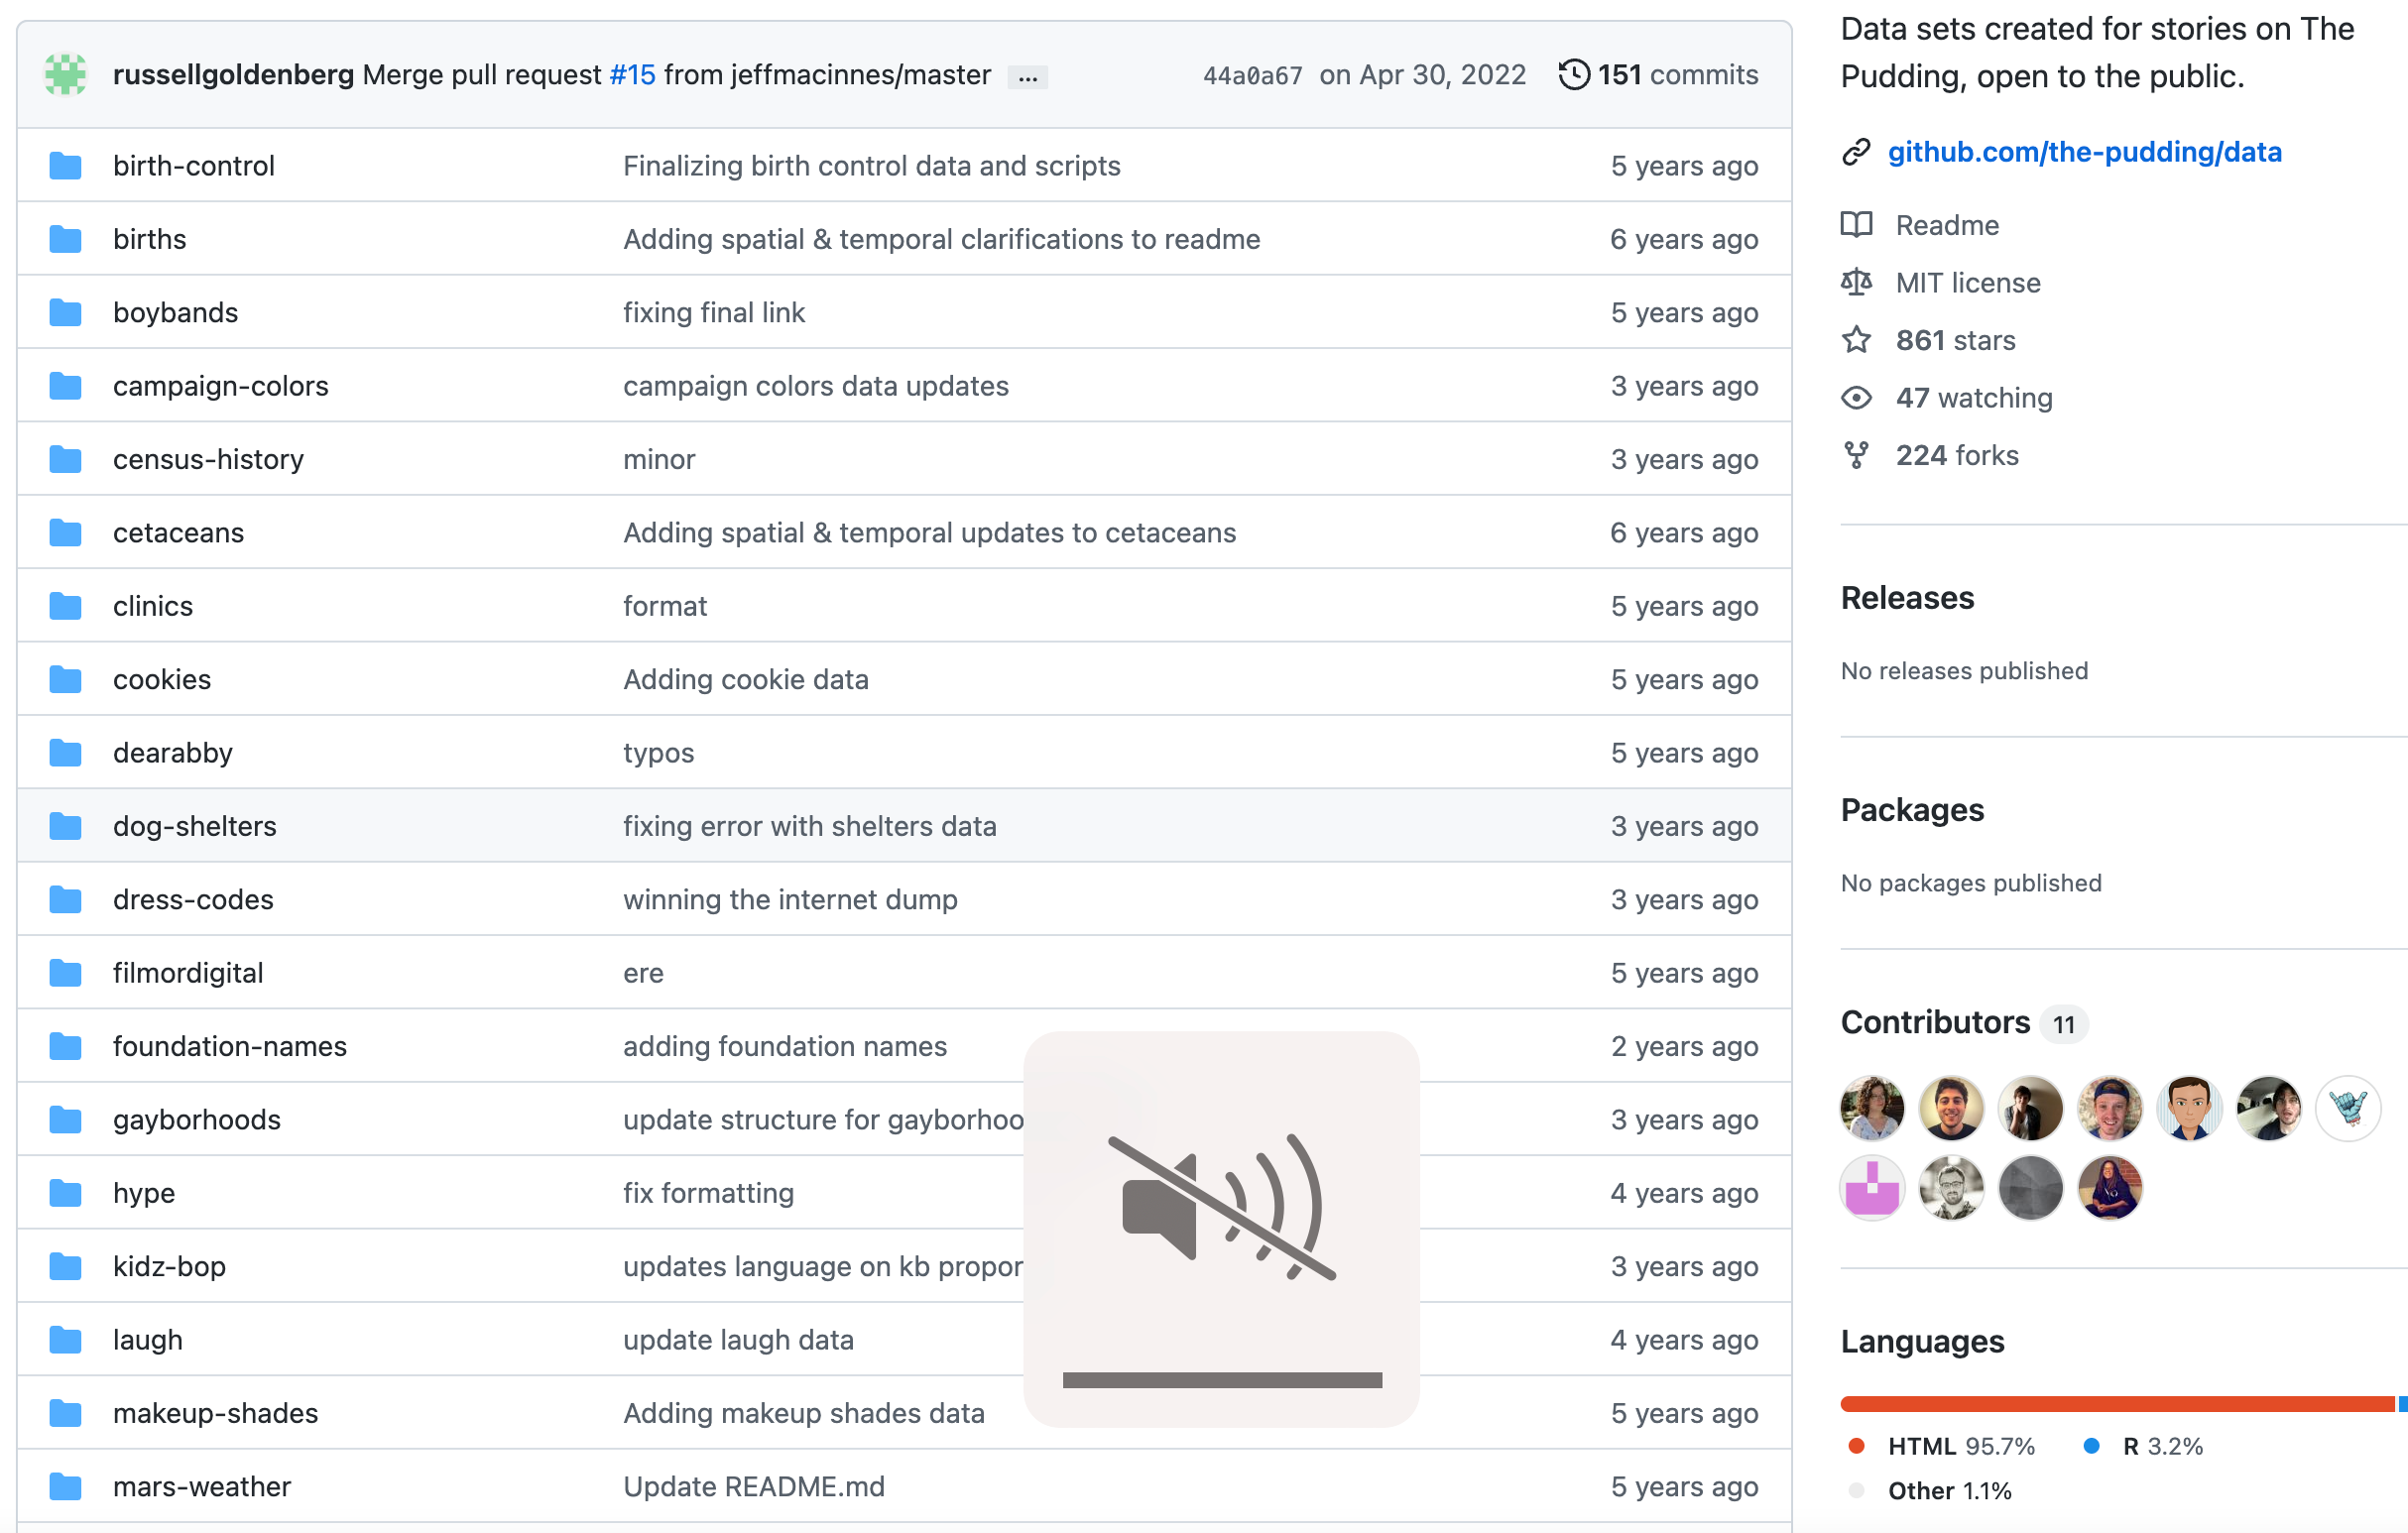 russellgoldenberg Merge pull request #15 from jeffmacinnes/master ... 44a0a67 on Apr 30, 2022 151 commits
birth-control Finalizing birth control data and scripts 5 years ago
births Adding spatial & temporal clarifications to readme 6 years ago
boybands fixing final link 5 years ago
campaign-colors campaign colors data updates 3 years ago
census-history minor 3 years ago
cetaceans Adding spatial & temporal updates to cetaceans 6 years ago
clinics format 5 years ago
cookies Adding cookie data 5 years ago
dearabby typos 5 years ago
dog-shelters fixing error with shelters data 3 years ago
dress-codes winning the internet dump 3 years ago
filmordigital ere 5 years ago
foundation-names adding foundation names 2 years ago
gayborhoods update structure for gayborhoo 3 years ago
hype fix formatting 4 years ago
kidz-bop updates language on kb propor 3 years ago
laugh update laugh data 4 years ago
makeup-shades Adding makeup shades data 5 years ago
mars-weather Update README.md 5 years ago
Data sets created for stories on The
Pudding, open to the public.
github.com/the-pudding/data
Readme
MIT license
861 stars
47 watching
224 forks
Releases
No releases published
Packages
No packages published
Contributors 11
Languages
HTML 95.7% R 3.2%
Other 1.1%